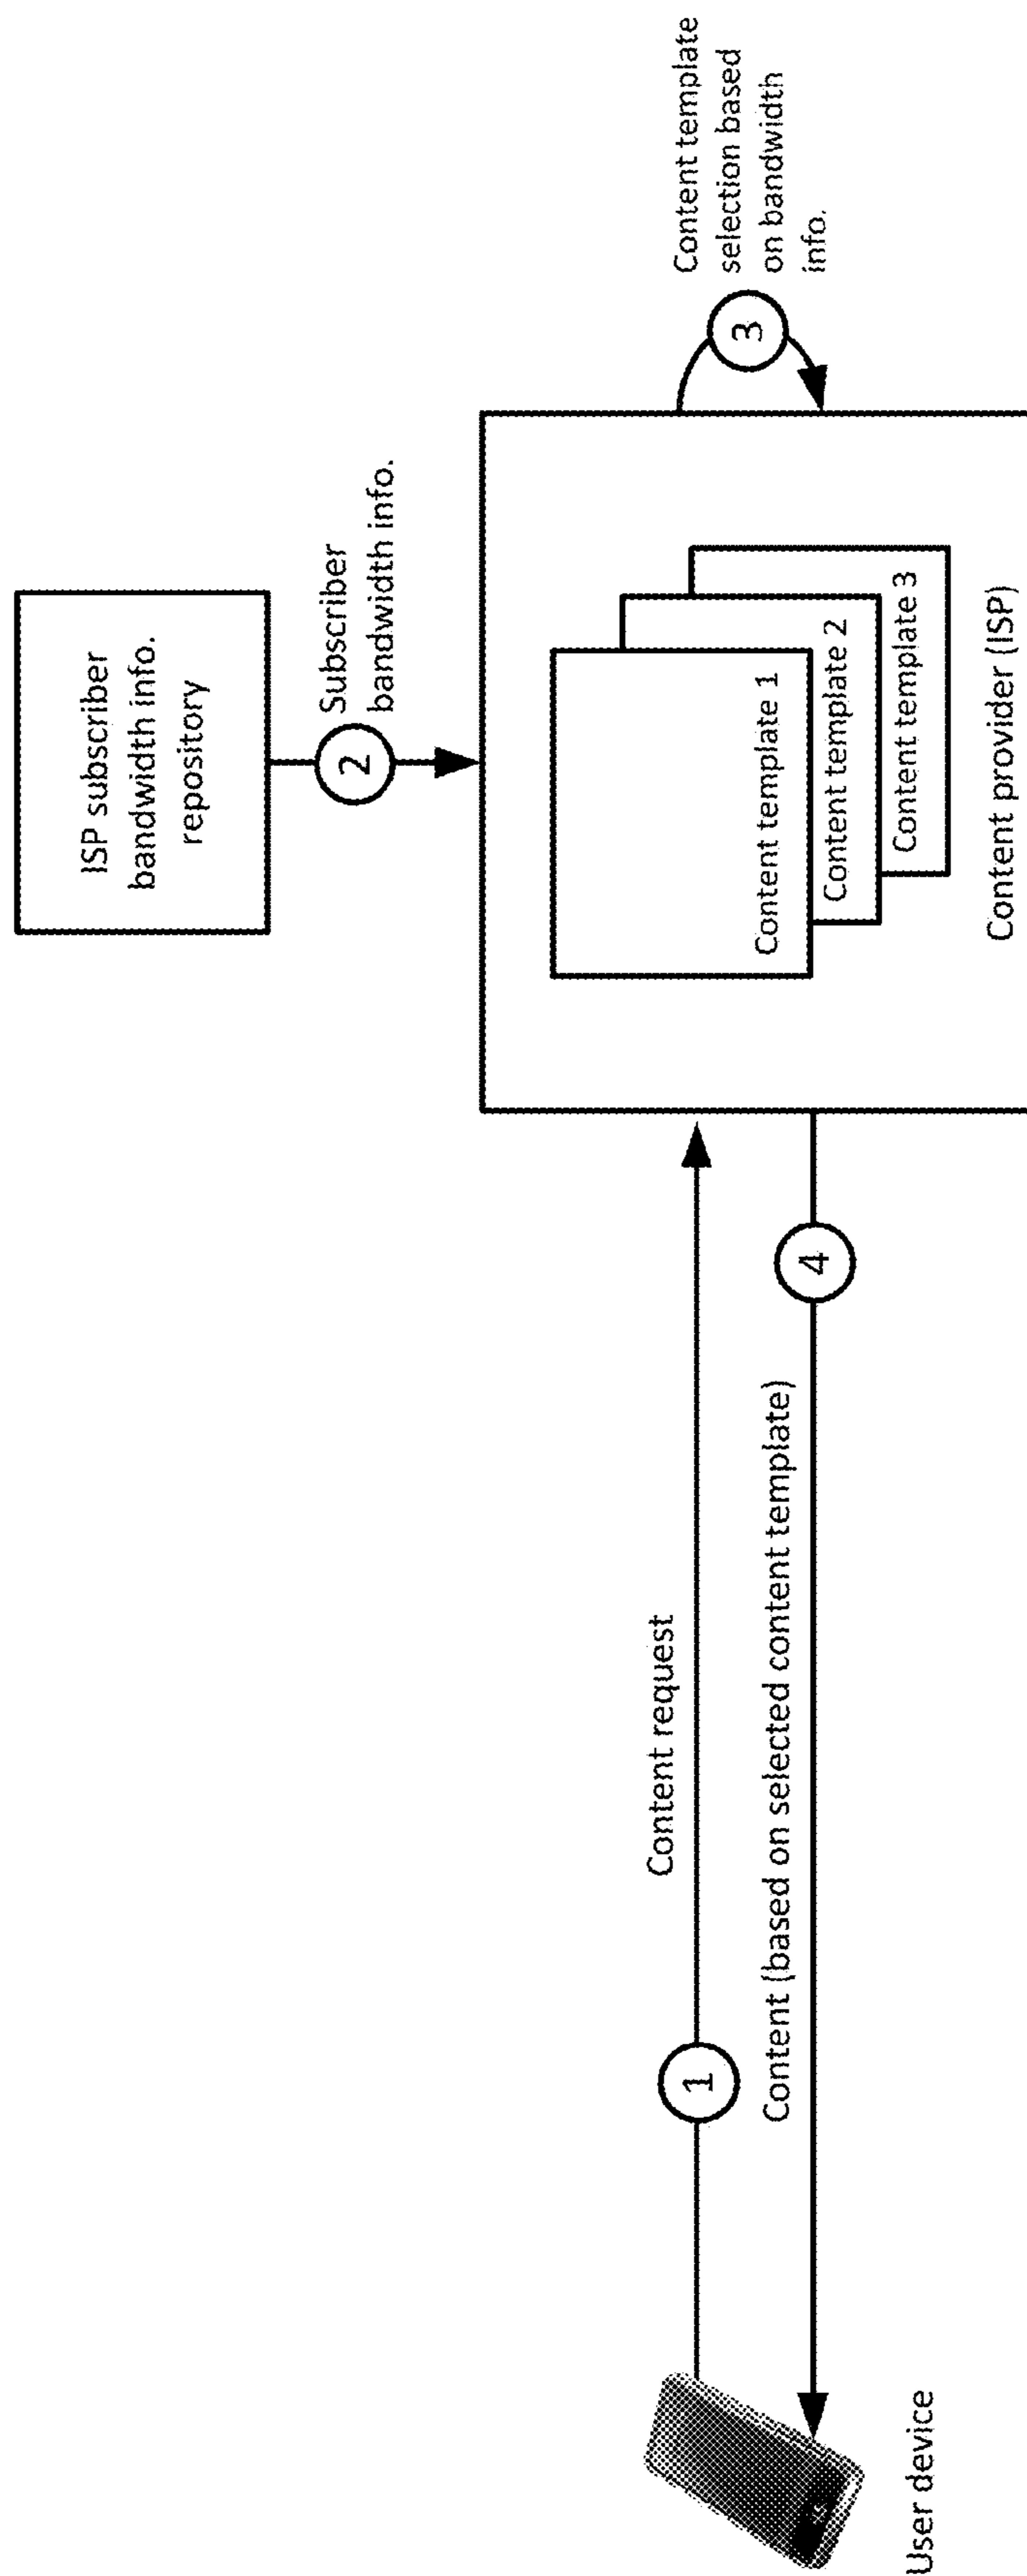 ISP subscriber
bandwidth info.
repository
2
Subscriber
bandwidth info.
Content request
1
Content template 1
Content template 2
Content template 3
Content provider (ISP)
3
Content template
selection based
on bandwidth
info.
4
Content (based on selected content template)
User device